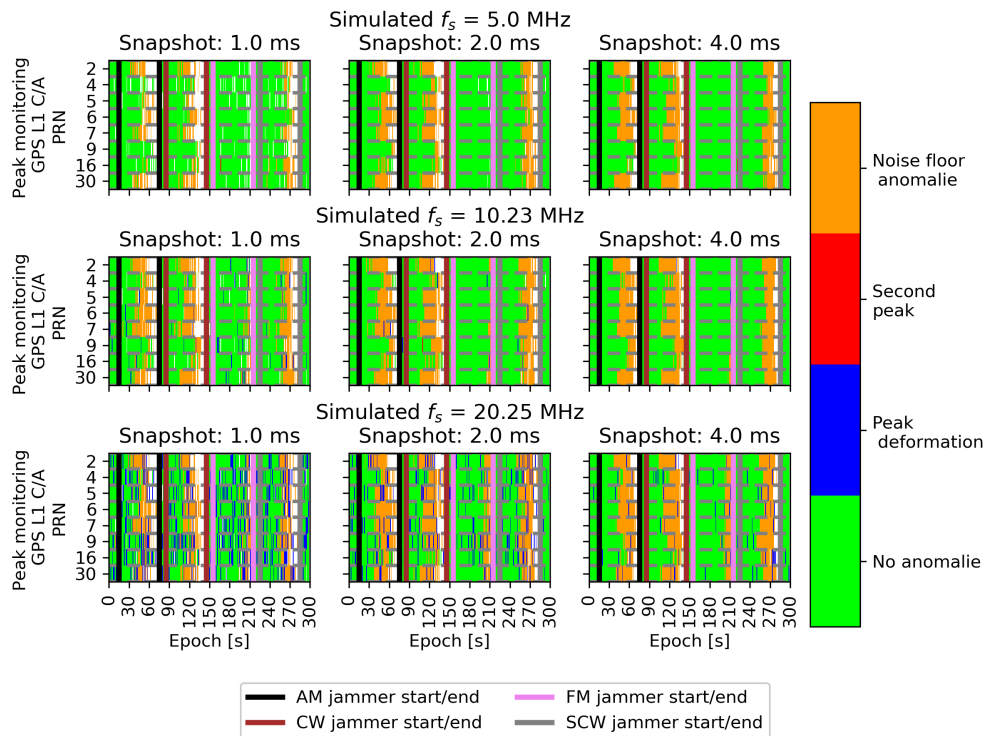 Simulated fs = 5.0 MHz
Snapshot: 1.0 ms
Snapshot: 2.0 ms
Snapshot: 4.0 ms
Peak monitoring
GPS L1 C/A
PRN
2
4
5
6
7
9
16
30
Simulated fs = 10.23 MHz
Snapshot: 1.0 ms
Snapshot: 2.0 ms
Snapshot: 4.0 ms
Peak monitoring
GPS L1 C/A
PRN
2
4
5
6
7
9
16
30
Simulated fs = 20.25 MHz
Snapshot: 1.0 ms
Snapshot: 2.0 ms
Snapshot: 4.0 ms
Peak monitoring
GPS L1 C/A
PRN
2
4
5
6
7
9
16
30
0 30 60 90 120 150 180 210 240 270 300
0 30 60 90 120 150 180 210 240 270 300
0 30 60 90 120 150 180 210 240 270 300
Epoch [s]
Epoch [s]
Epoch [s]
Noise floor
anomalie
Second
peak
Peak
deformation
No anomalie
AM jammer start/end
CW jammer start/end
FM jammer start/end
SCW jammer start/end